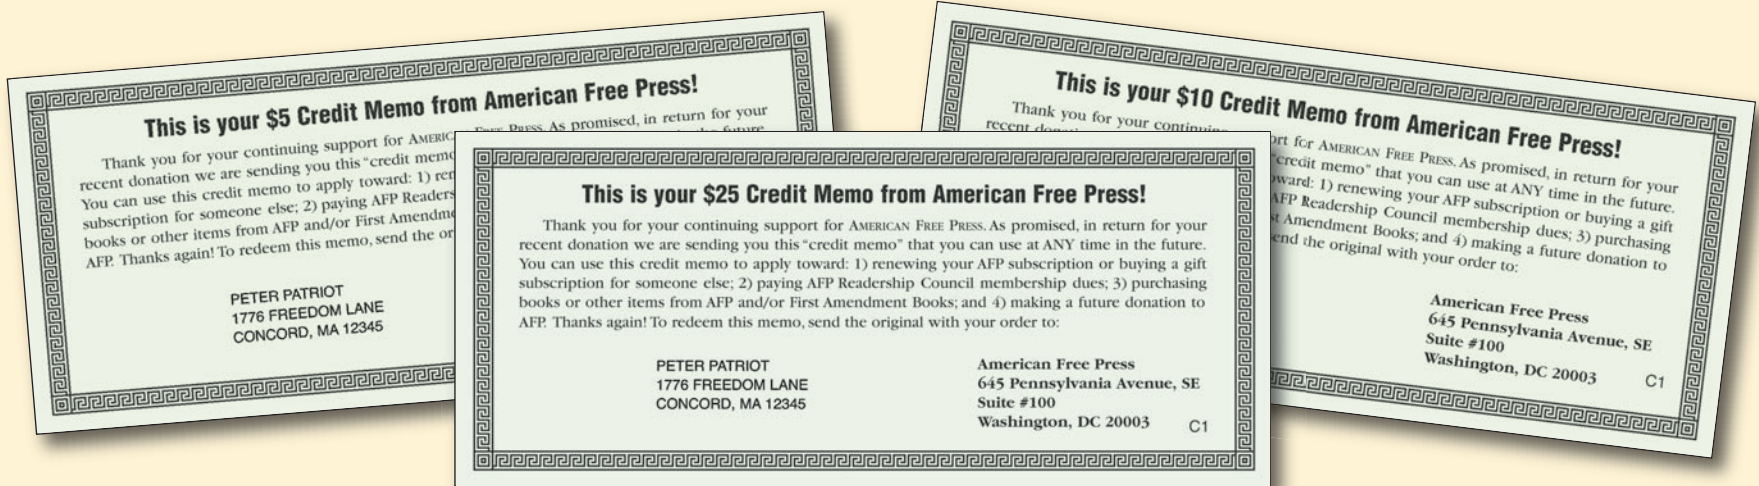 This is your $5 Credit Memo from American Free Press!
Thank you for your continuing support for AMERICAN FREE PRESS. As promised, in return for your
recent donation we are sending you this “credit memo future
You can use this credit memo to apply toward: 1)
subscription for someone else; 2) paying AFP Readers
books or other items from AFP and/or First Amendme
AFP. Thanks again! To redeem this memo, send the or
PETER PATRIOT
1776 FREEDOM LANE
CONCORD, MA 12345
This is your $25 Credit Memo from American Free Press!
Thank you for your continuing support for AMERICAN FREE PRESS. As promised, in return for your
recent donation we are sending you this “credit memo” that you can use at ANY time in the future.
You can use this credit memo to apply toward: 1) renewing your AFP subscription or buying a gift
subscription for someone else; 2) paying AFP Readership Council membership dues; 3) purchasing
books or other items from AFP and/or First Amendment Books; and 4) making a future donation to
AFP. Thanks again! To redeem this memo, send the original with your order to:
PETER PATRIOT
1776 FREEDOM LANE
CONCORD, MA 12345
American Free Press
645 Pennsylvania Avenue, SE
Suite #100
Washington, DC 20003
C1
This is your $10 Credit Memo from American Free Press!
Thank you for your continuing ort for AMERICAN FREE PRESS. As promised, in return for your
recent “credit memo” that you can use at ANY time in the future.
ward: 1) renewing your AFP subscription or buying a gift
AFP Readership Council membership dues; 3) purchasing
st Amendment Books; and 4) making a future donation to
end the original with your order to:
American Free Press
645 Pennsylvania Avenue, SE
Suite #100
Washington, DC 20003
C1